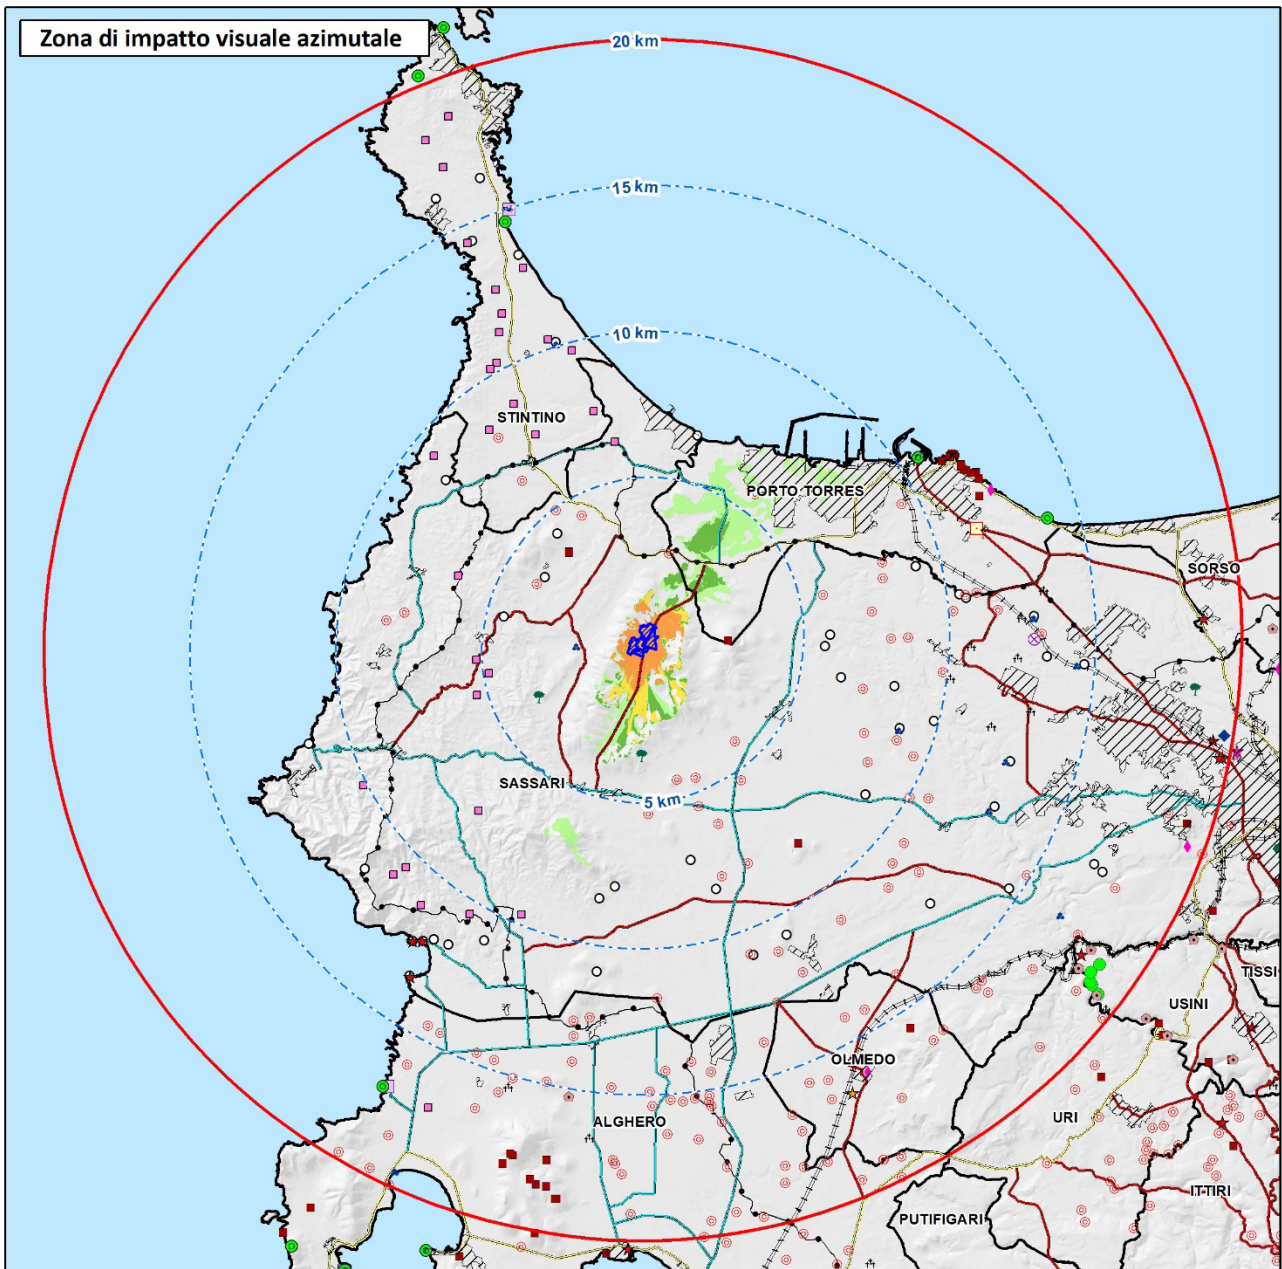 Zona di impatto visuale azimutale
20 km
15 km
10 km
STINTINO
PORTO TORRES
SORSO
SASSARI
5 km
TISSI
USINI
OLMEDO
URI
ALGHERO
ITTIRI
PUTIFIGARI